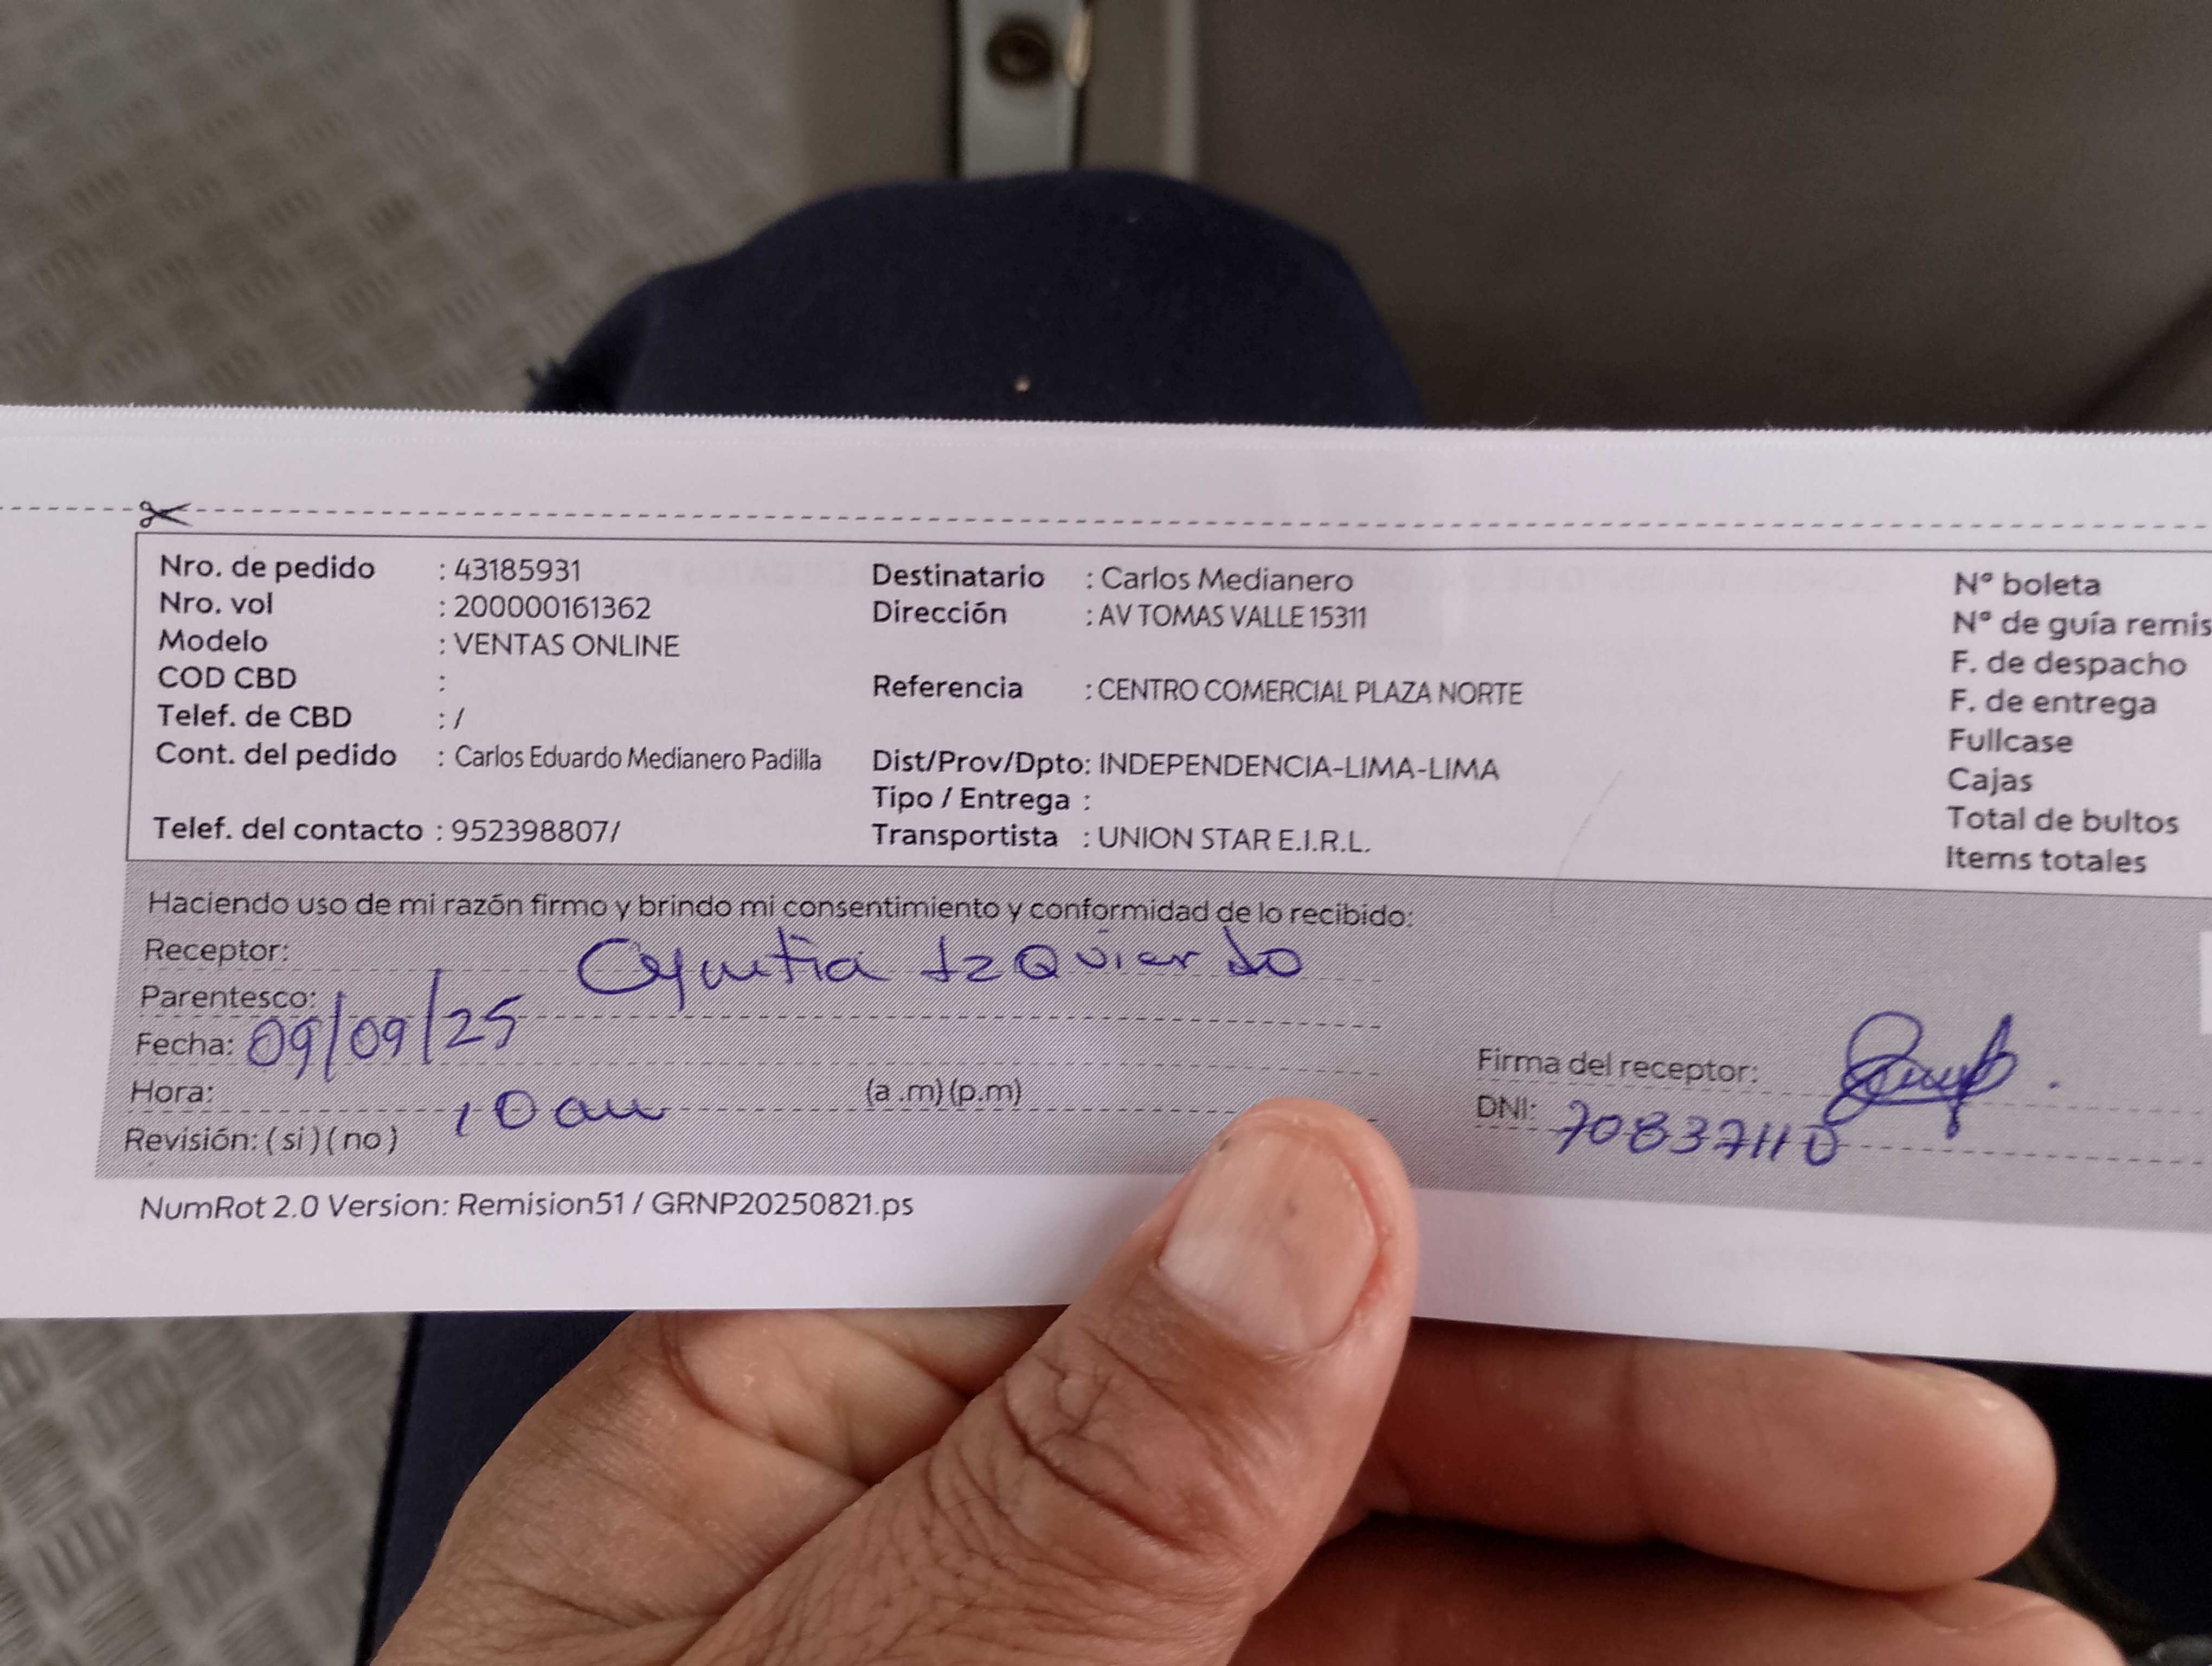 Nro. de pedido : 43185931
Nro. vol : 200000161362
Modelo : VENTAS ONLINE
COD CBD :
Telef. de CBD : /
Cont. del pedido : Carlos Eduardo Medianero Padilla
Telef. del contacto : 952398807/
Destinatario : Carlos Medianero
Dirección : AV TOMAS VALLE 15311
Referencia : CENTRO COMERCIAL PLAZA NORTE
Dist/Prov/Dpto: INDEPENDENCIA-LIMA-LIMA
Tipo / Entrega :
Transportista : UNION STAR E.I.R.L.
N° boleta
N° de guía remis
F. de despacho
F. de entrega
Fullcase
Cajas
Total de bultos
Items totales
Haciendo uso de mi razón firmo y brindo mi consentimiento y conformidad de lo recibido:
Receptor: Cyntia Izquierdo
Parentesco:
Fecha: 09/09/25
Hora: 10 am (a .m) (p.m)
Revisión: ( si ) ( no )
Firma del receptor:
DNI: 70837110
NumRot 2.0 Version: Remision51 / GRNP20250821.ps